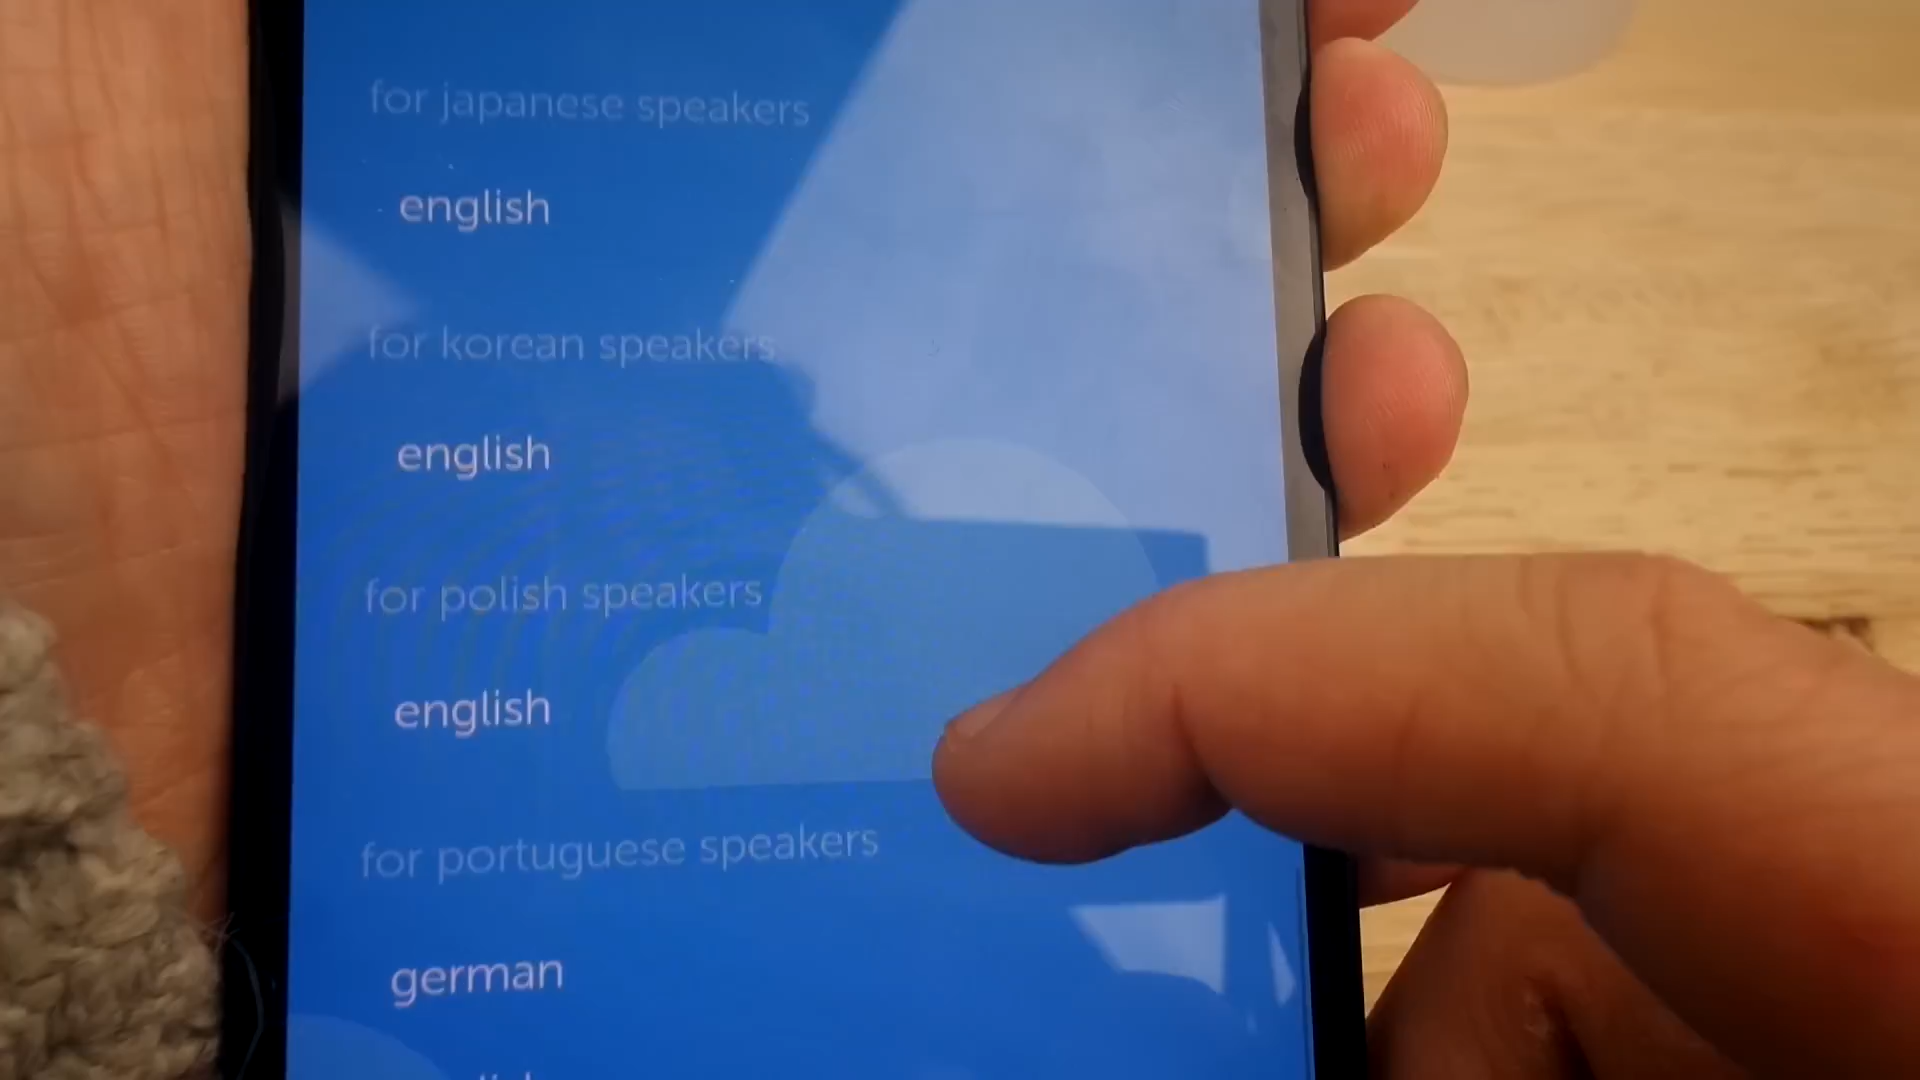 for japanese speakers
english
for korean speakers
english
for polish speakers
english
for portuguese speakers
german